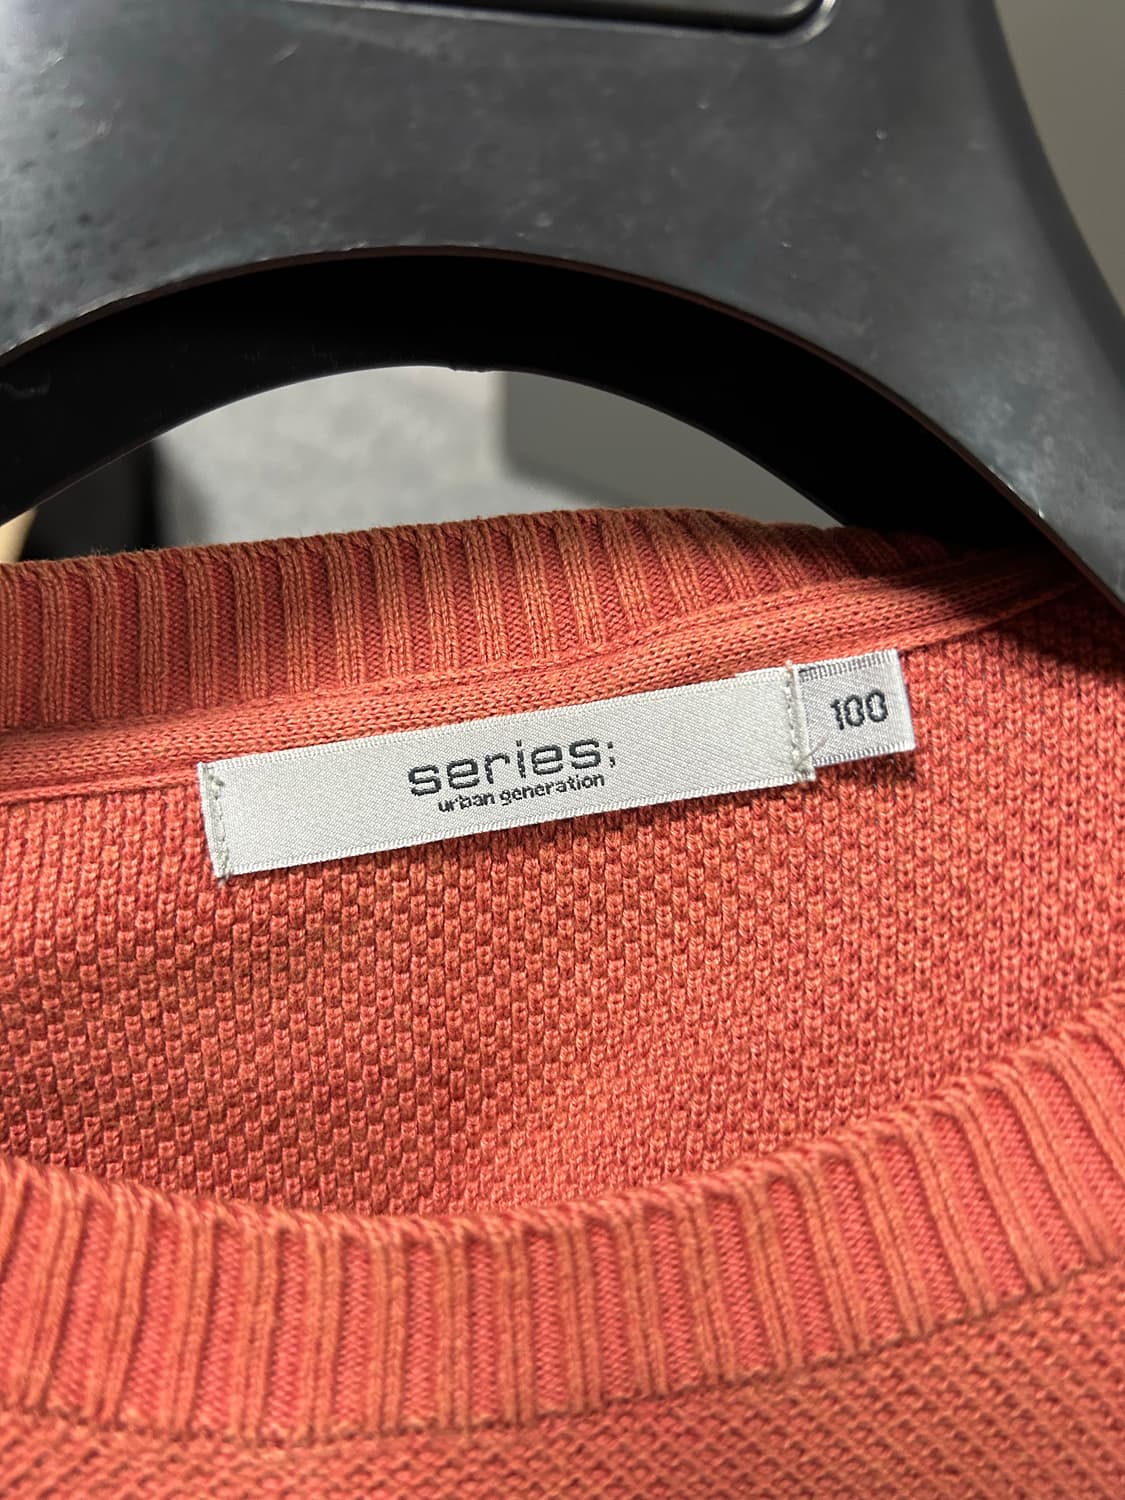 series;
urban generation
100